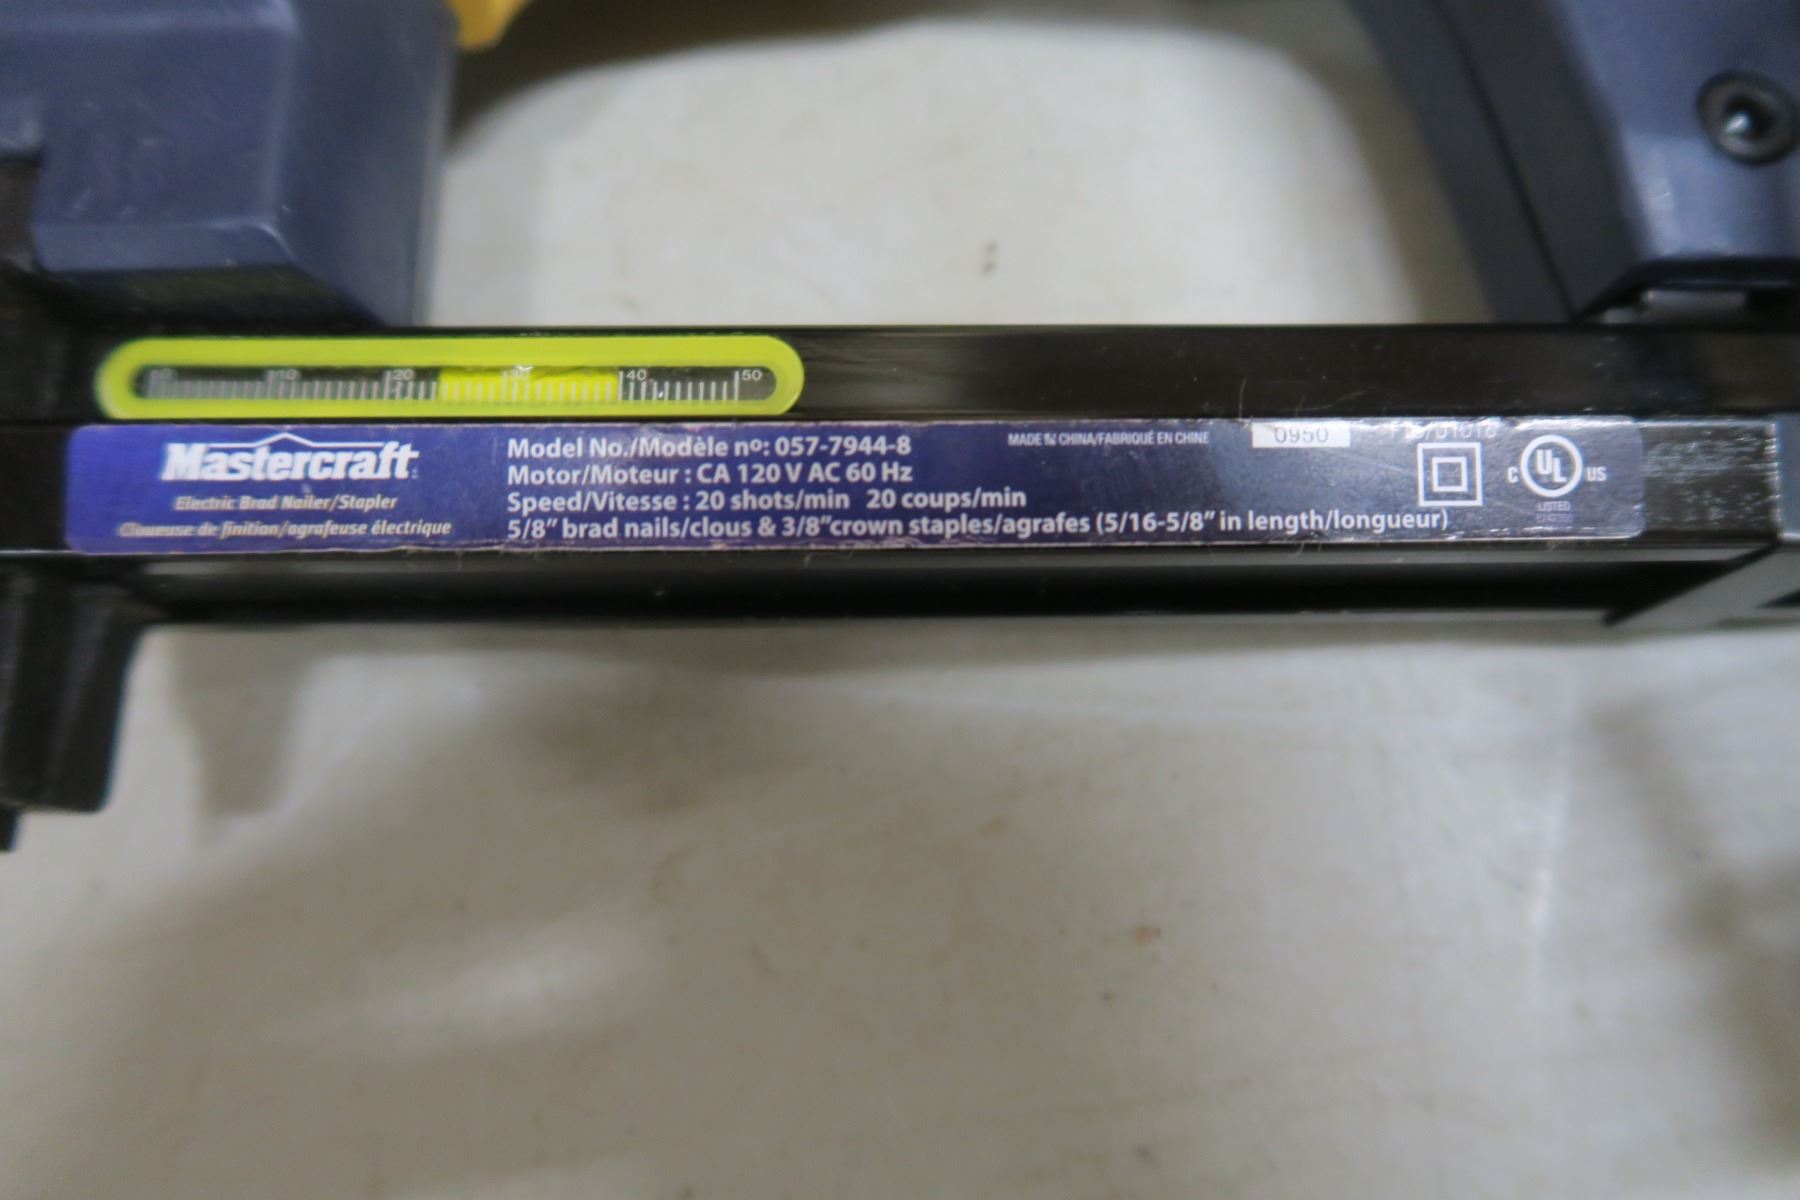 0 10 20 30 40 50
Mastercraft
Electric Brad Nailer/Stapler
Cloueuse de finition/agrafeuse électrique
Model No./Modèle nº: 057-7944-8
Motor/Moteur : CA 120 V AC 60 Hz
Speed/Vitesse : 20 shots/min 20 coups/min
5/8" brad nails/clous & 3/8"crown staples/agrafes (5/16-5/8" in length/longueur)
MADE IN CHINA/FABRIQUÉ EN CHINE
0950
C UL US
LISTED